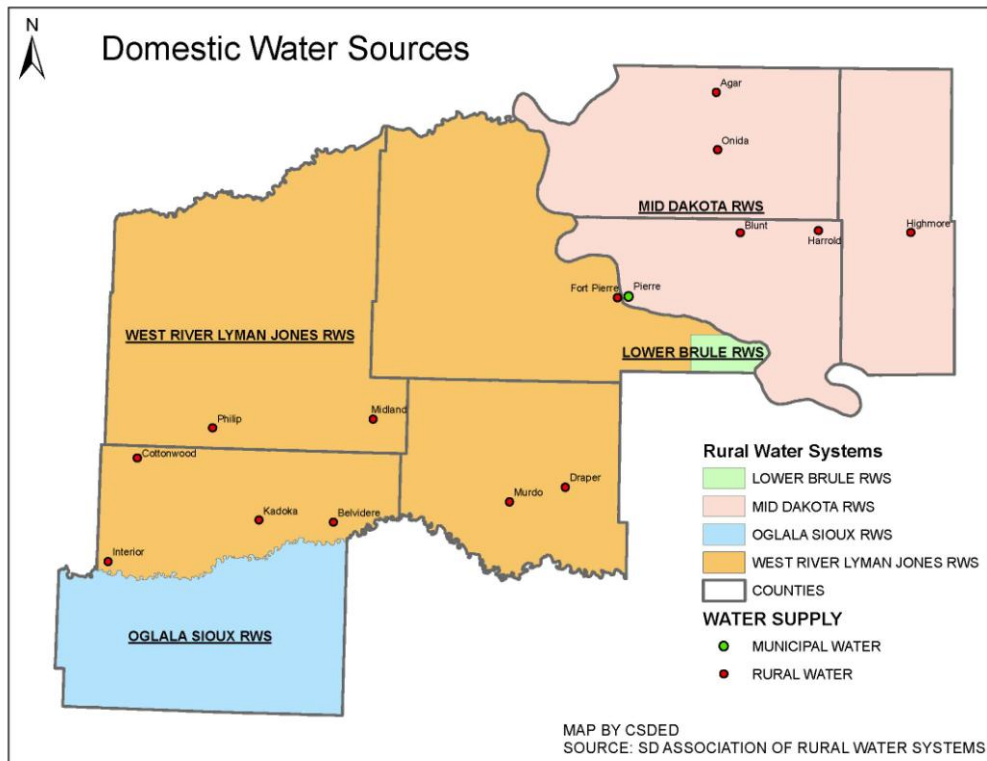 N
Domestic Water Sources
Agar
Onida
MID DAKOTA RWS
Blunt
Harrold
Highmore
Fort Pierre
Pierre
WEST RIVER LYMAN JONES RWS
LOWER BRULE RWS
Philip
Midland
Cottonwood
Murdo
Draper
Kadoka
Belvidere
Interior
OGLALA SIOUX RWS
Rural Water Systems
LOWER BRULE RWS
MID DAKOTA RWS
OGLALA SIOUX RWS
WEST RIVER LYMAN JONES RWS
COUNTIES
WATER SUPPLY
MUNICIPAL WATER
RURAL WATER
MAP BY CSDED
SOURCE: SD ASSOCIATION OF RURAL WATER SYSTEMS